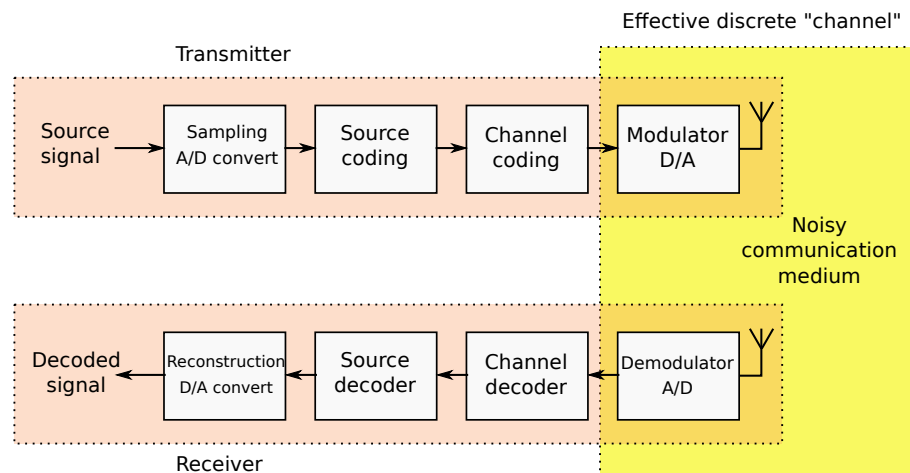 Effective discrete "channel"
Transmitter
Source
signal
Sampling
A/D convert
Source
coding
Channel
coding
Modulator
D/A
Noisy
communication
medium
Decoded
signal
Reconstruction
D/A convert
Source
decoder
Channel
decoder
Demodulator
A/D
Receiver